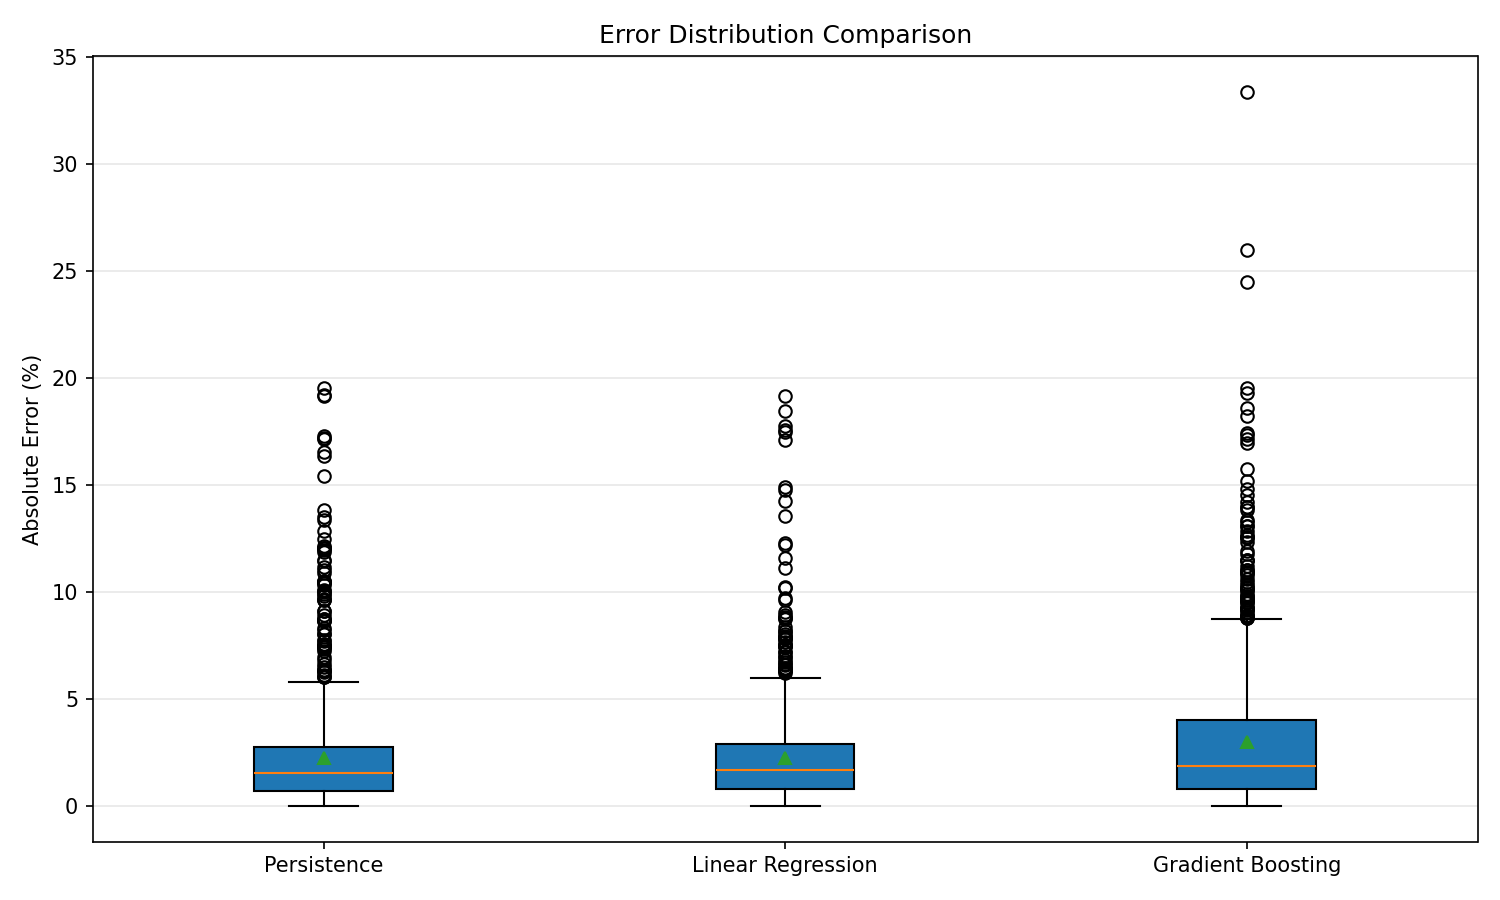 Error Distribution Comparison
Absolute Error (%)
35
30
25
20
15
10
5
0
Persistence
Linear Regression
Gradient Boosting